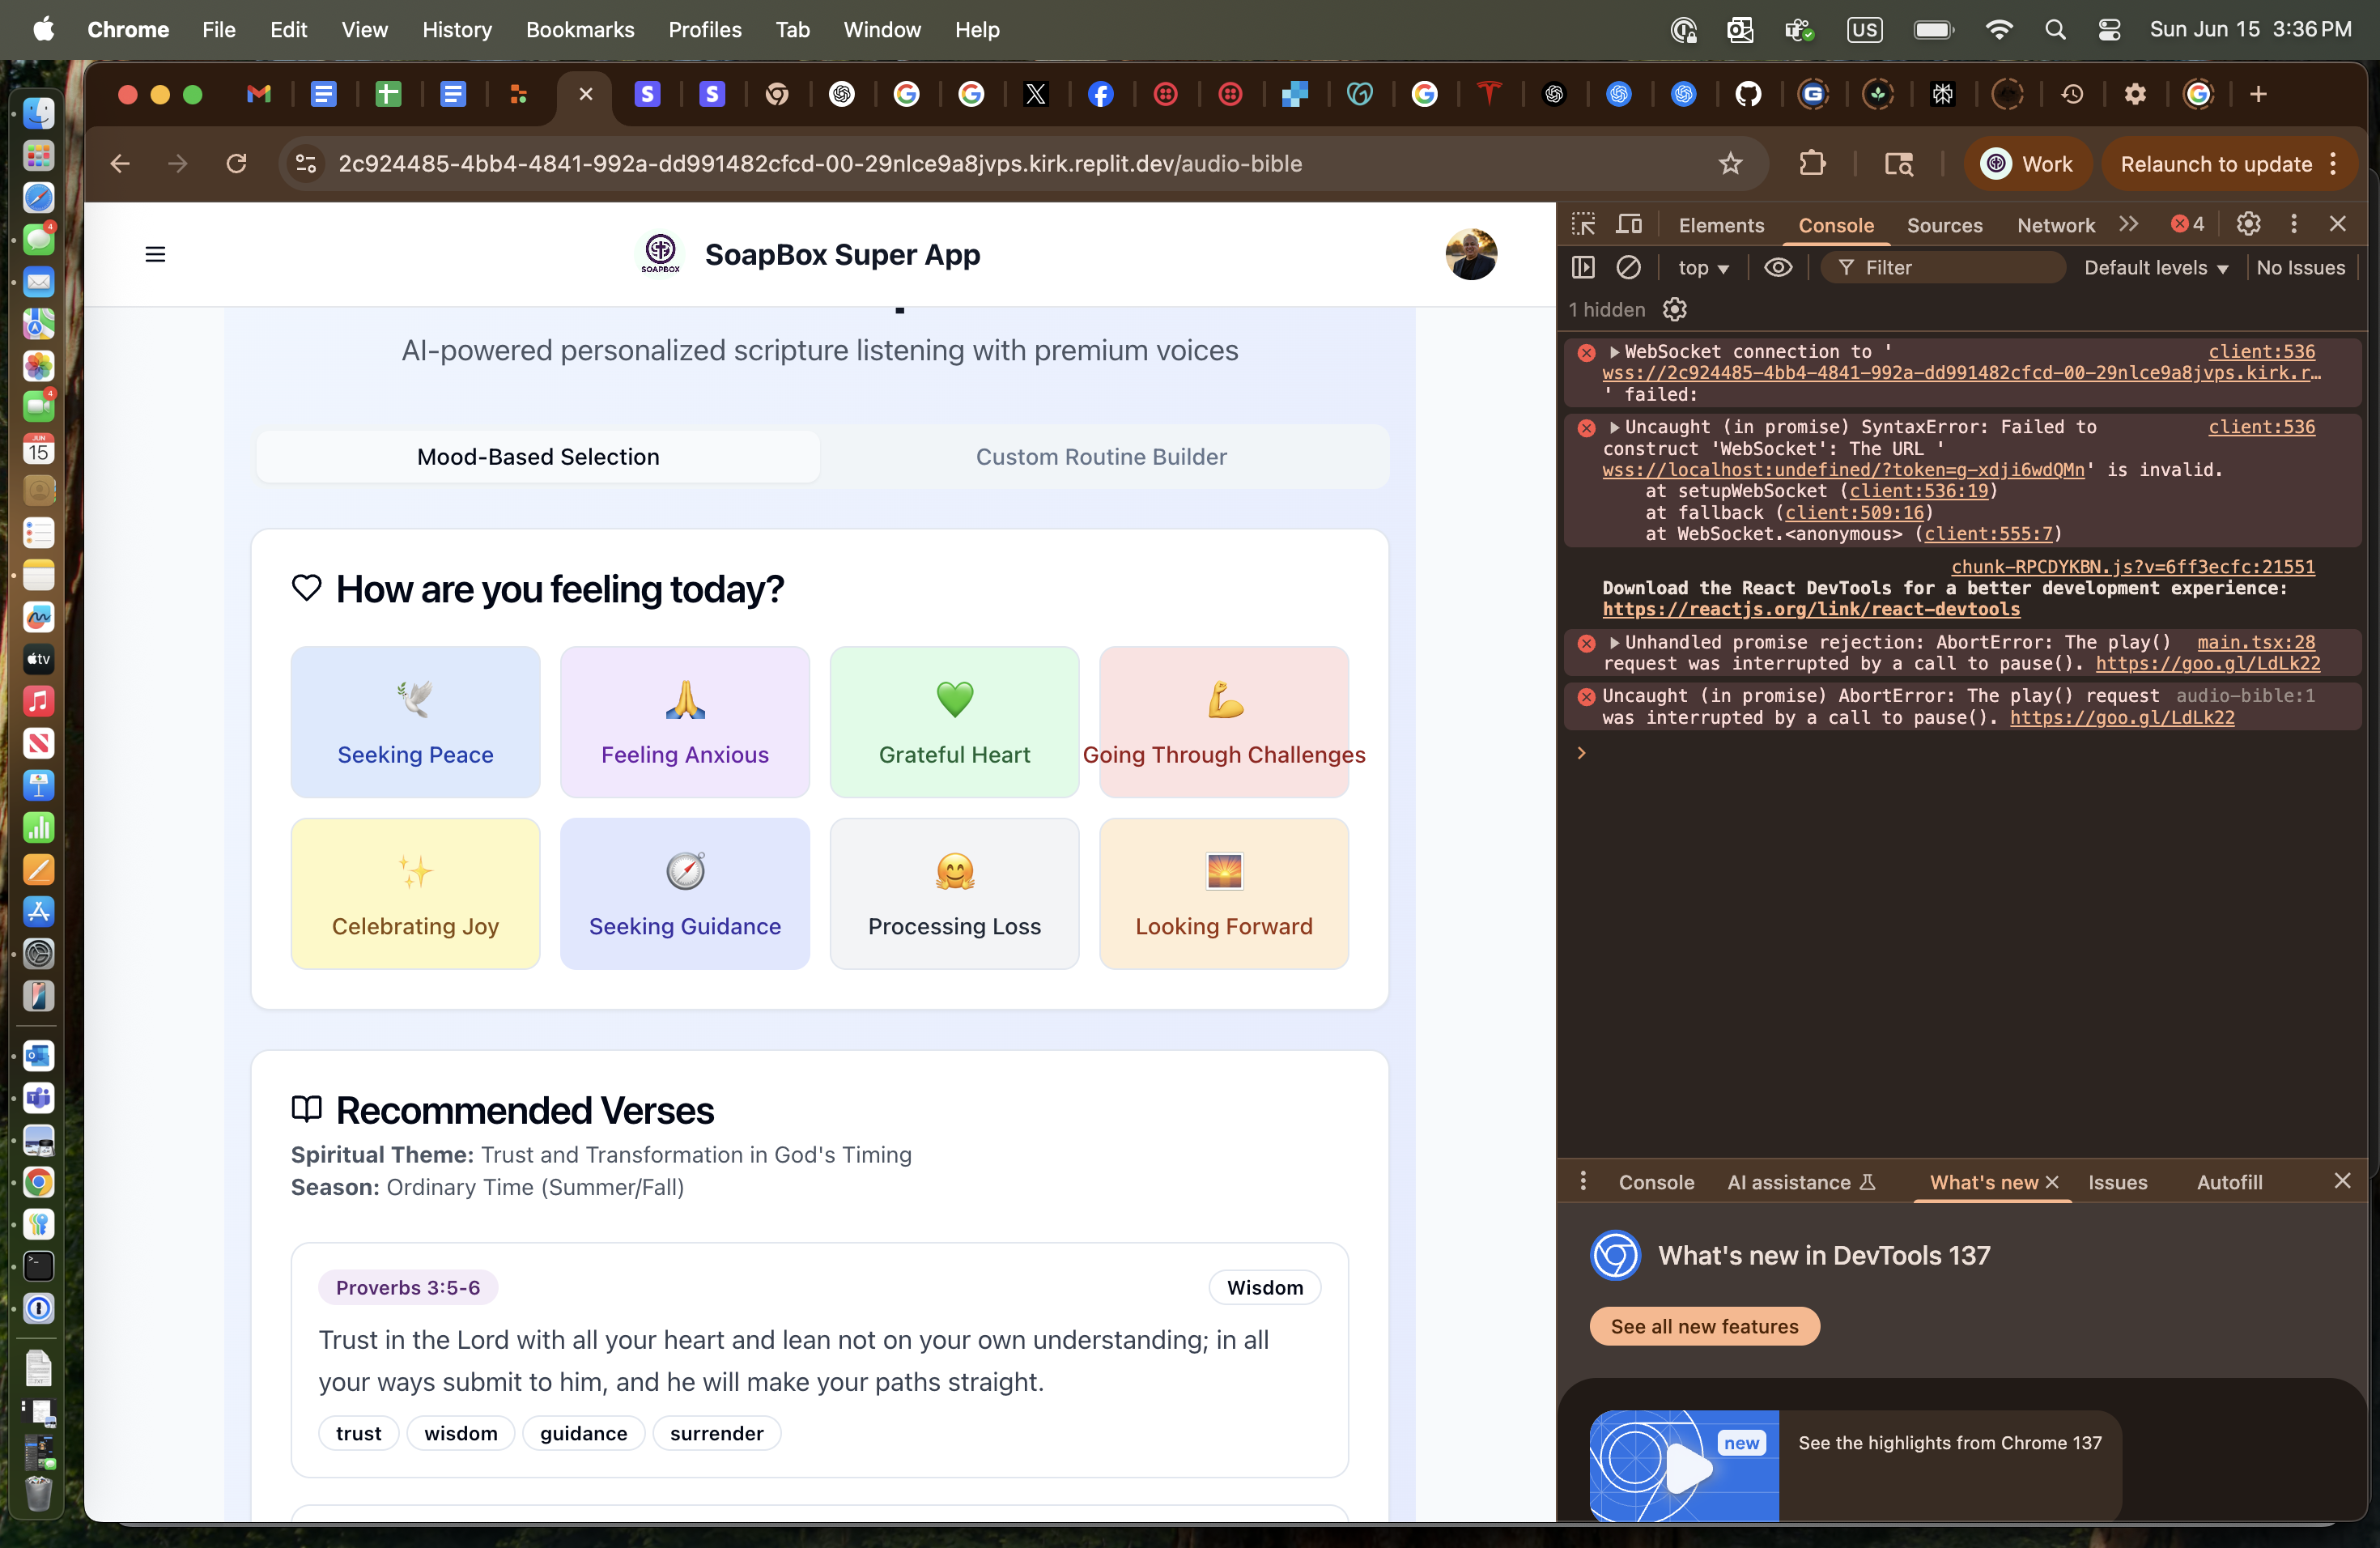 Chrome File Edit View History Bookmarks Profiles Tab Window Help US Sun Jun 15 3:36 PM
2c924485-4bb4-4841-992a-dd991482cfcd-00-29nlce9a8jvps.kirk.replit.dev/audio-bible Work Relaunch to update
SOAPBOX
SoapBox Super App
AI-powered personalized scripture listening with premium voices
Mood-Based Selection Custom Routine Builder
How are you feeling today?
Seeking Peace Feeling Anxious Grateful Heart Going Through Challenges
Celebrating Joy Seeking Guidance Processing Loss Looking Forward
Recommended Verses
Spiritual Theme: Trust and Transformation in God's Timing
Season: Ordinary Time (Summer/Fall)
Proverbs 3:5-6 Wisdom
Trust in the Lord with all your heart and lean not on your own understanding; in all
your ways submit to him, and he will make your paths straight.
trust wisdom guidance surrender
Elements Console Sources Network 4
top Filter Default levels No Issues
1 hidden
WebSocket connection to ' client:536
wss://2c924485-4bb4-4841-992a-dd991482cfcd-00-29nlce9a8jvps.kirk.r…
' failed:
Uncaught (in promise) SyntaxError: Failed to client:536
construct 'WebSocket': The URL '
wss://localhost:undefined/?token=g-xdji6wdQMn' is invalid.
at setupWebSocket (client:536:19)
at fallback (client:509:16)
at WebSocket.<anonymous> (client:555:7)
chunk-RPCDYKBN.js?v=6ff3ecfc:21551
Download the React DevTools for a better development experience:
https://reactjs.org/link/react-devtools
Unhandled promise rejection: AbortError: The play() main.tsx:28
request was interrupted by a call to pause(). https://goo.gl/LdLk22
Uncaught (in promise) AbortError: The play() request audio-bible:1
was interrupted by a call to pause(). https://goo.gl/LdLk22
Console AI assistance What's new Issues Autofill
What's new in DevTools 137
See all new features
new See the highlights from Chrome 137
4
4
JUN
15
tv